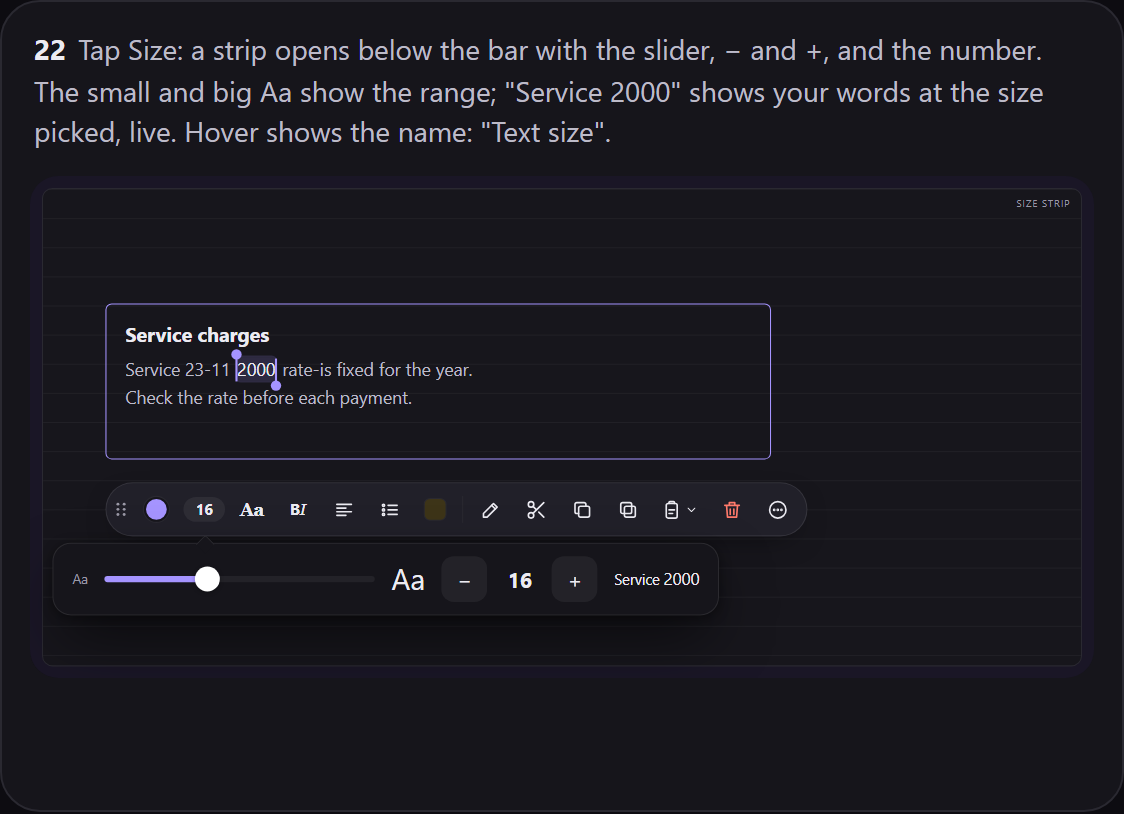 22 Tap Size: a strip opens below the bar with the slider, − and +, and the number.
The small and big Aa show the range; "Service 2000" shows your words at the size
picked, live. Hover shows the name: "Text size".
SIZE STRIP
Service charges
Service 23-11 2000 rate-is fixed for the year.
Check the rate before each payment.
16 Aa BI
Aa Aa − 16 + Service 2000